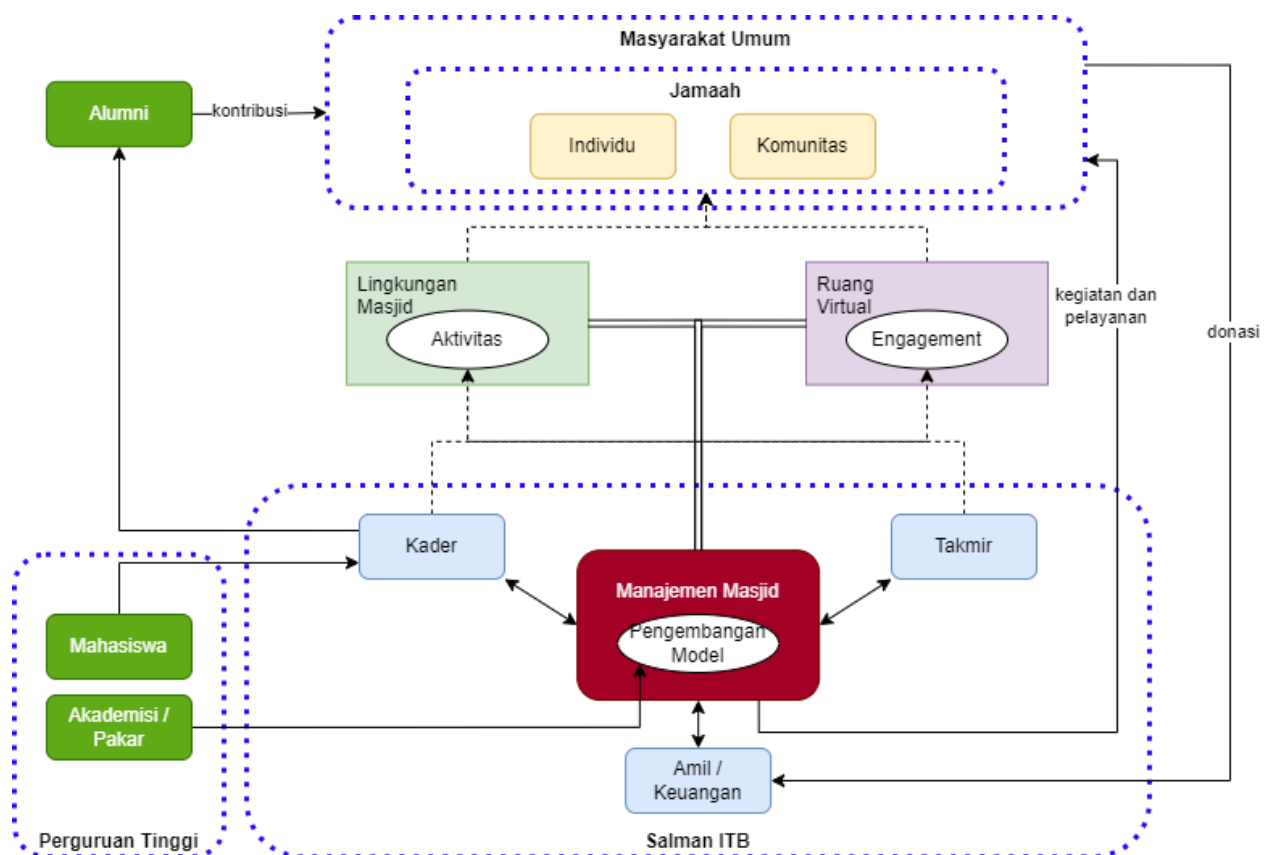 Masyarakat Umum
Jamaah
Alumni
kontribusi
Individu
Komunitas
Lingkungan
Masjid
Aktivitas
Ruang
Virtual
Engagement
kegiatan dan
pelayanan
donasi
Kader
Takmir
Manajemen Masjid
Pengembangan
Model
Mahasiswa
Akademisi /
Pakar
Amil /
Keuangan
Perguruan Tinggi
Salman ITB